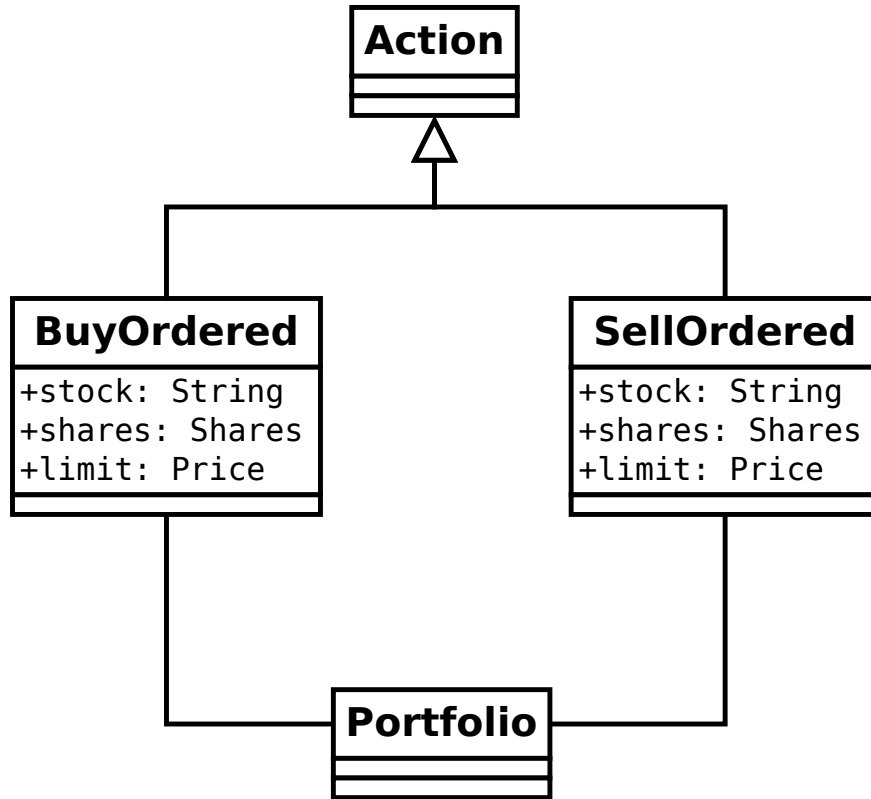 Action
BuyOrdered
+stock: String
+shares: Shares
+limit: Price
SellOrdered
+stock: String
+shares: Shares
+limit: Price
Portfolio